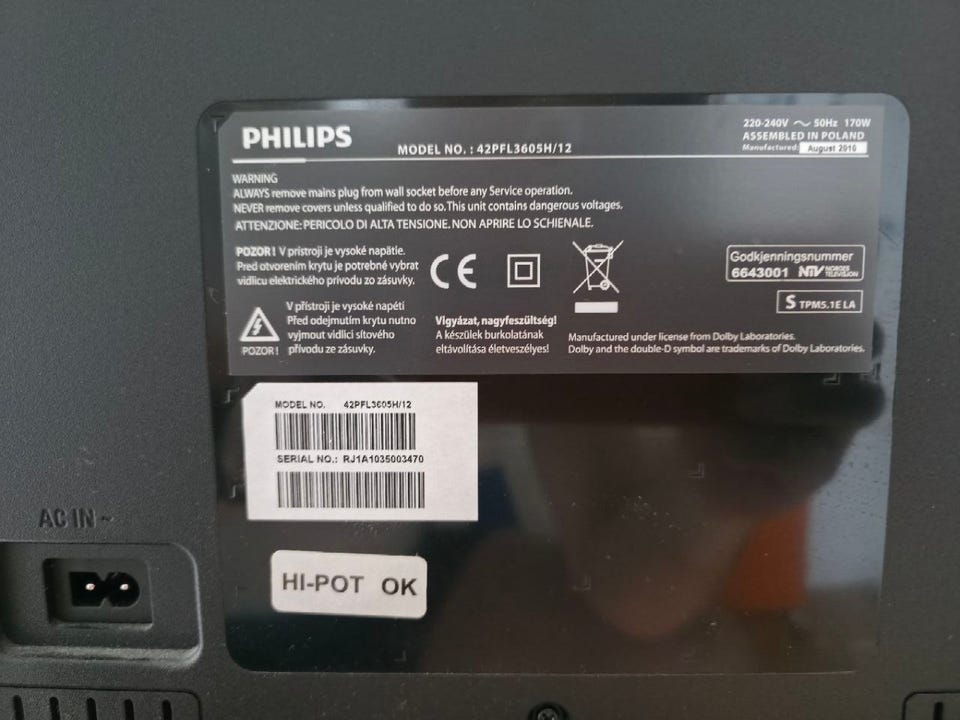 PHILIPS
MODEL NO. : 42PFL3605H/12
220-240V ～ 50Hz 170W
ASSEMBLED IN POLAND
Manufactured: August 2010
WARNING
ALWAYS remove mains plug from wall socket before any Service operation.
NEVER remove covers unless qualified to do so. This unit contains dangerous voltages.
ATTENZIONE: PERICOLO DI ALTA TENSIONE. NON APRIRE LO SCHIENALE.
POZOR! V prístroji je vysoké napätie.
Pred otvorením krytu je potrebné vybrat
vidlicu elektrického prívodu zo zásuvky.
CE
Godkjenningsnummer
6643001 NTV NORGES TELEVISJON
S TPM5.1E LA
POZOR!
V přístroji je vysoké napětí
Před odejmutím krytu nutno
vyjmout vidlici síťového
přívodu ze zásuvky.
Vigyázat, nagyfeszültség!
A készülek burkolatának
eltávolítása életveszélyes!
Manufactured under license from Dolby Laboratories.
Dolby and the double-D symbol are trademarks of Dolby Laboratories.
MODEL NO. 42PFL3605H/12
SERIAL NO.: RJ1A1035003470
AC IN ~
HI-POT OK